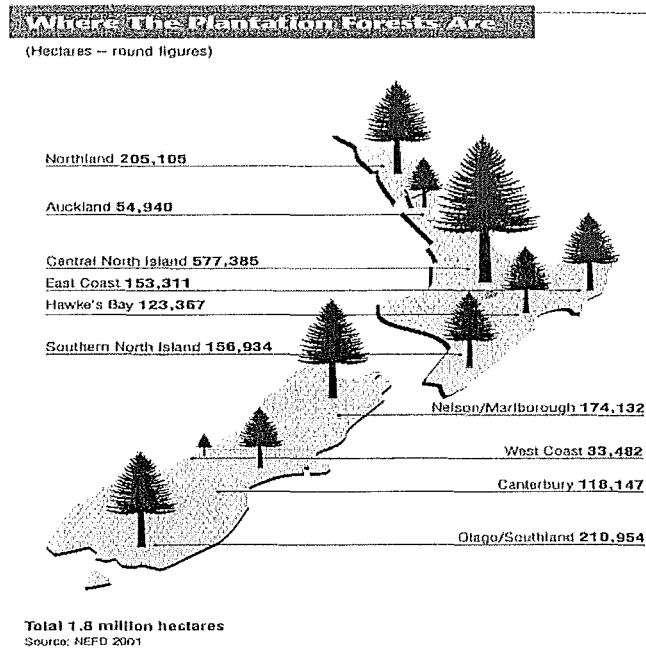 Where The Plantation Forests Are
(Hectares – round figures)
Northland 205,105
Auckland 54,940
Central North Island 577,385
East Coast 153,311
Hawke's Bay 123,367
Southern North Island 156,934
Nelson/Marlborough 174,132
West Coast 33,482
Canterbury 118,147
Otago/Southland 210,954
Total 1.8 million hectares
Source: NEFD 2001